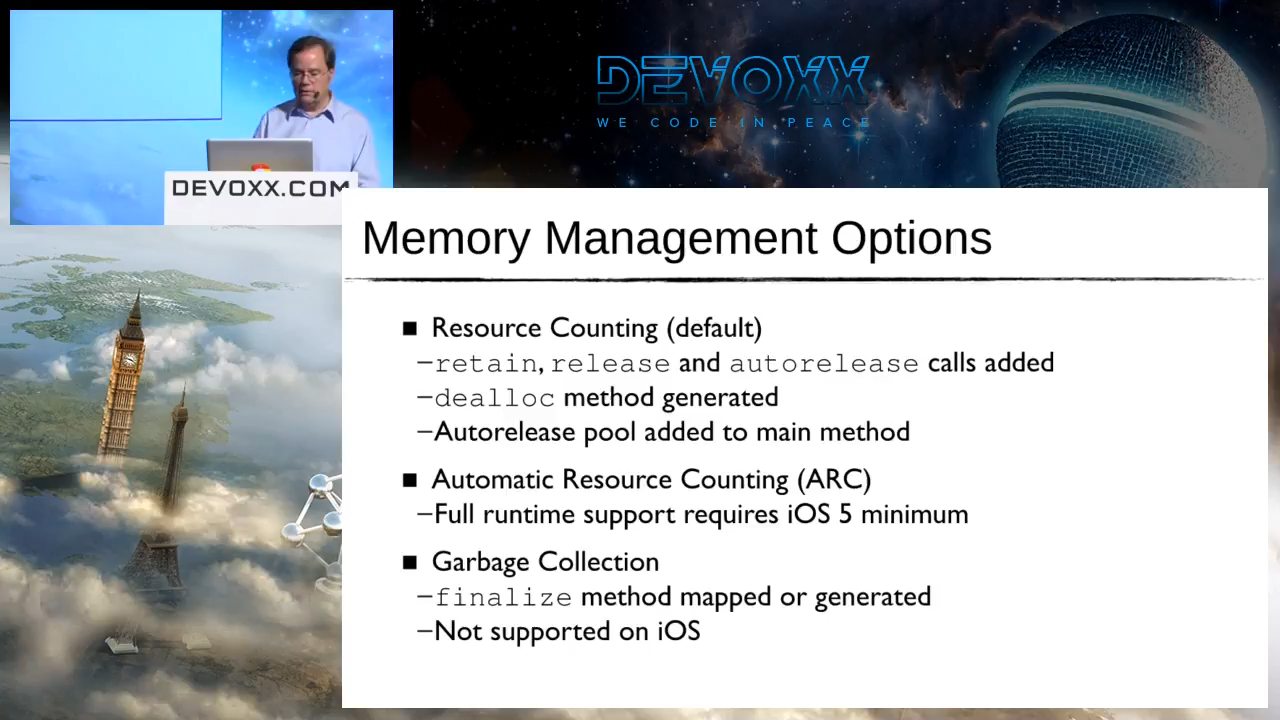 DEVOXX
WE CODE IN PEACE
DEVOXX.COM
Memory Management Options
■ Resource Counting (default)
–retain, release and autorelease calls added
–dealloc method generated
–Autorelease pool added to main method
■ Automatic Resource Counting (ARC)
–Full runtime support requires iOS 5 minimum
■ Garbage Collection
–finalize method mapped or generated
–Not supported on iOS